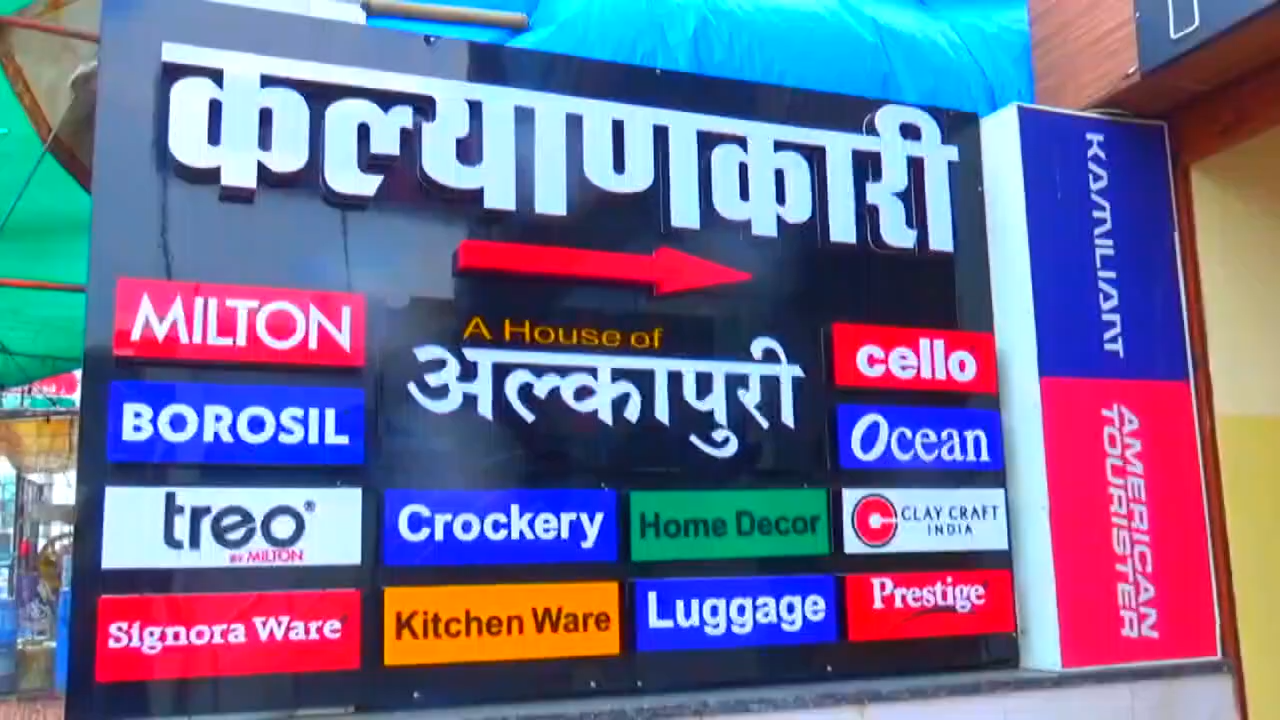 कल्याणकारी
MILTON
A House of
अल्कापुरी
cello
BOROSIL
Ocean
treo®
BY MILTON
Crockery
Home Decor
CLAY CRAFT
INDIA
Signora Ware
Kitchen Ware
Luggage
Prestige
KAMILIANT
AMERICAN
TOURISTER